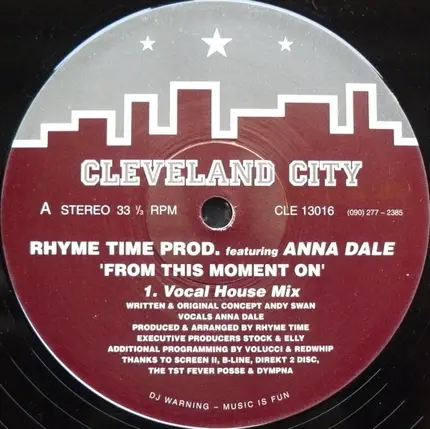 CLEVELAND CITY
A STEREO 33 ⅓ RPM CLE 13016 (090) 277 – 2385
RHYME TIME PROD. featuring ANNA DALE
'FROM THIS MOMENT ON'
1. Vocal House Mix
WRITTEN & ORIGINAL CONCEPT ANDY SWAN
VOCALS ANNA DALE
PRODUCED & ARRANGED BY RHYME TIME
EXECUTIVE PRODUCERS STOCK & ELLY
ADDITIONAL PROGRAMMING BY VOLUCCI & REDWHIP
THANKS TO SCREEN II, B-LINE, DIREKT 2 DISC,
THE TST FEVER POSSE & DYMPNA
DJ WARNING – MUSIC IS FUN